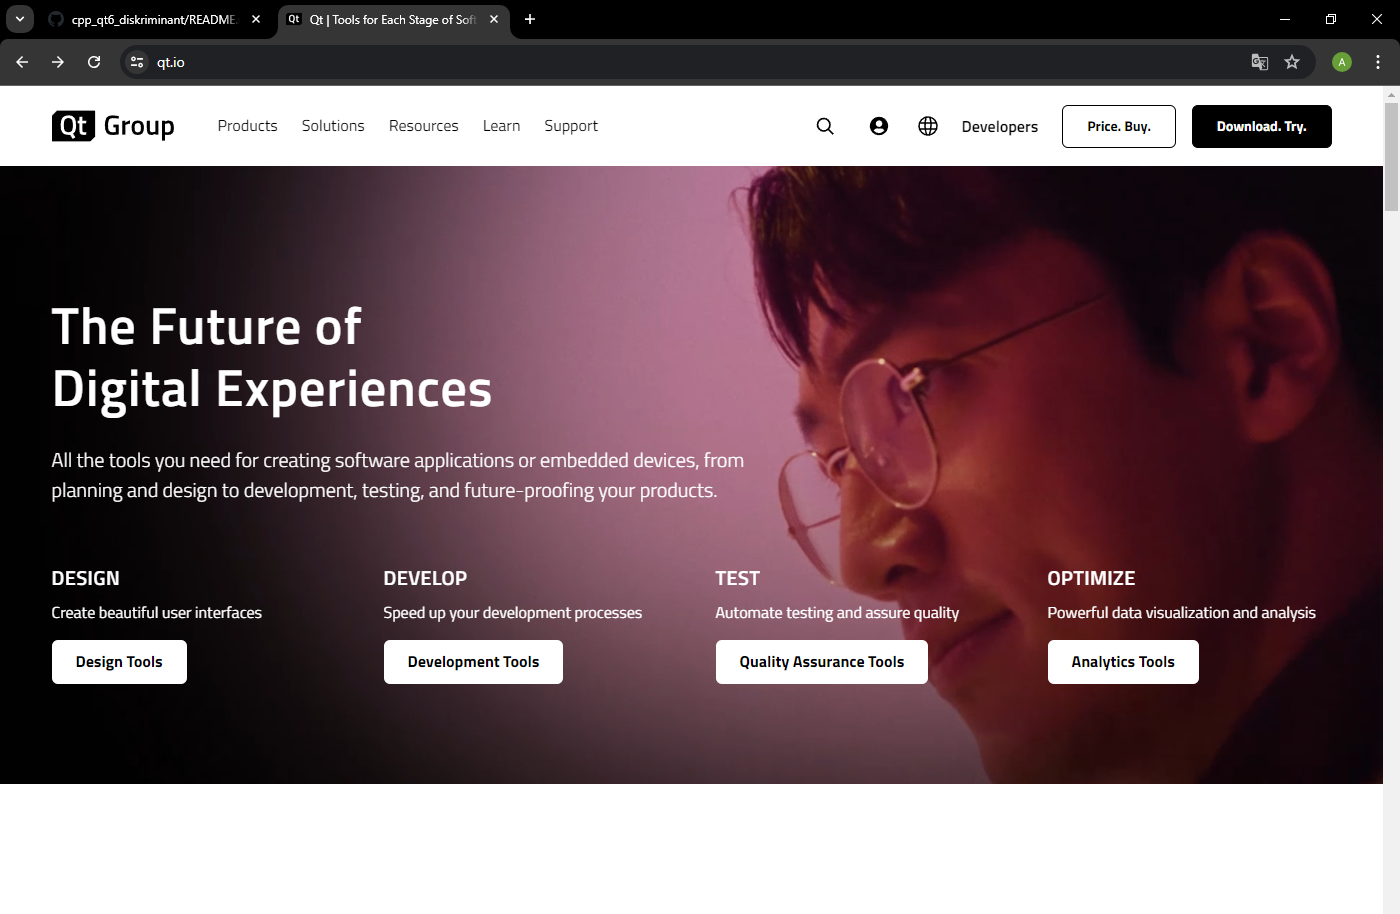 cpp_qt6_diskriminant/README.
Qt | Tools for Each Stage of Soft
qt.io
A
Qt Group
Products
Solutions
Resources
Learn
Support
Developers
Price. Buy.
Download. Try.
The Future of
Digital Experiences
All the tools you need for creating software applications or embedded devices, from
planning and design to development, testing, and future-proofing your products.
DESIGN
Create beautiful user interfaces
Design Tools
DEVELOP
Speed up your development processes
Development Tools
TEST
Automate testing and assure quality
Quality Assurance Tools
OPTIMIZE
Powerful data visualization and analysis
Analytics Tools